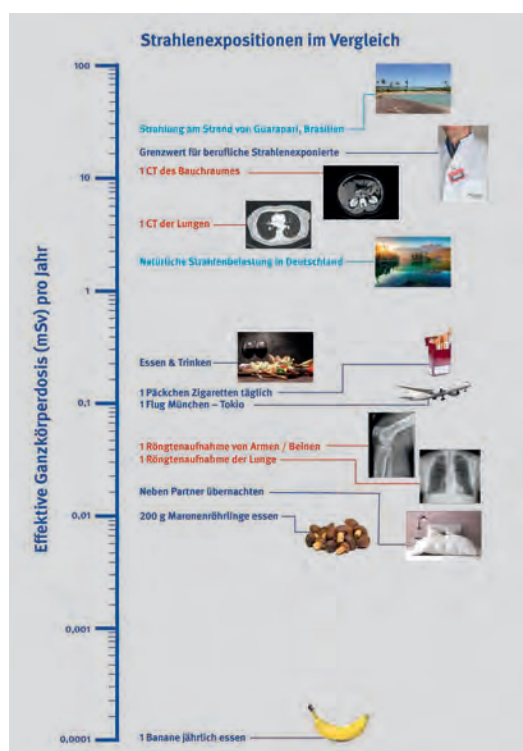 Strahlenexpositionen im Vergleich
Effektive Ganzkörperdosis (mSv) pro Jahr
100
Strahlung am Strand von Guarapari, Brasilien
Grenzwert für berufliche Strahlenexponierte
10
1 CT des Bauchraumes
1 CT der Lungen
Natürliche Strahlenbelastung in Deutschland
1
Essen & Trinken
1 Päckchen Zigaretten täglich
0,1
1 Flug München – Tokio
1 Röngtenaufnahme von Armen / Beinen
1 Röngtenaufnahme der Lunge
Neben Partner übernachten
0,01
200 g Maronenröhrlinge essen
0,001
0,0001
1 Banane jährlich essen